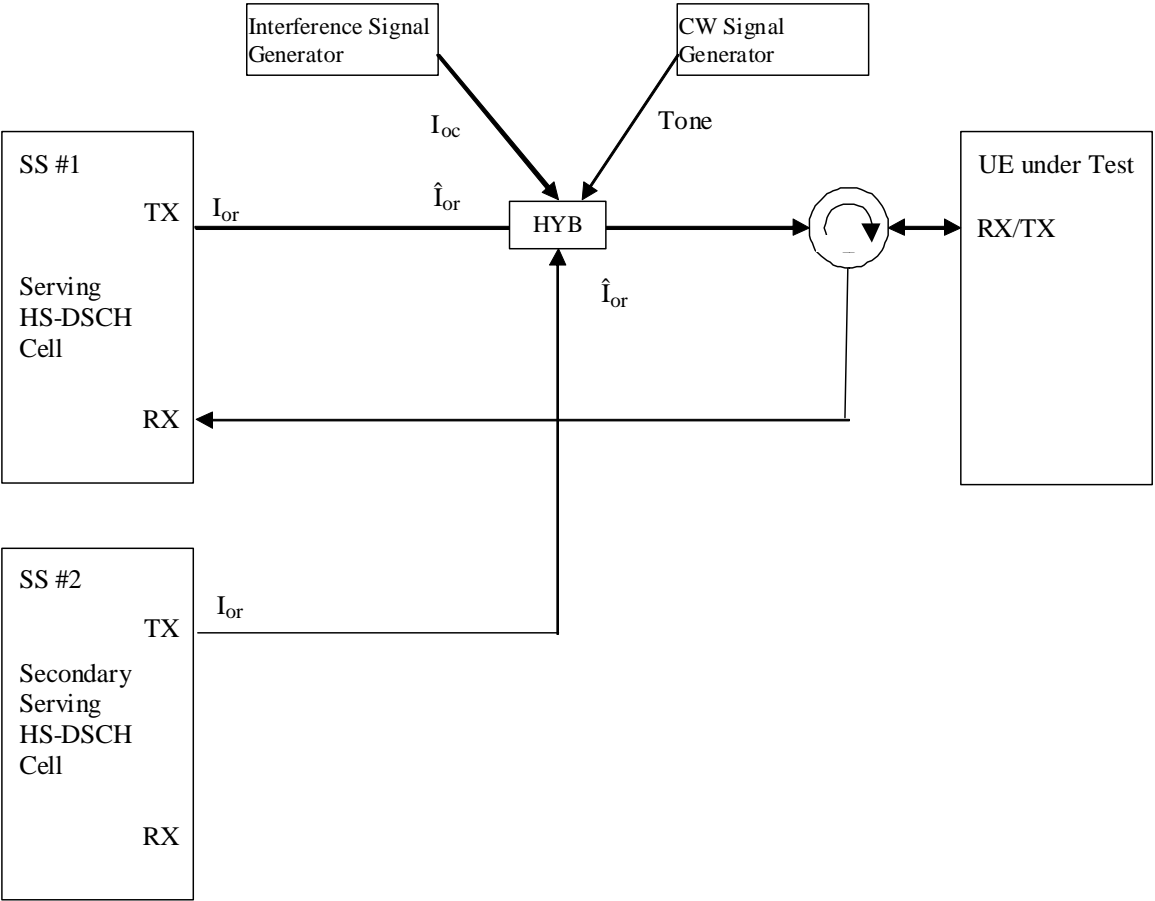 Interference Signal
Generator
CW Signal
Generator
I_oc
Tone
SS #1
TX
I_or
Î_or
HYB
UE under Test
RX/TX
Serving
HS-DSCH
Cell
Î_or
RX
SS #2
TX
I_or
Secondary
Serving
HS-DSCH
Cell
RX